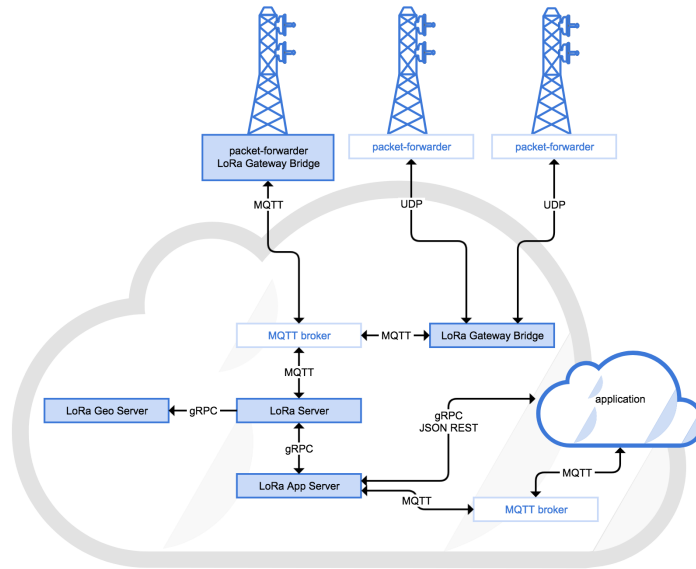 packet-forwarder
LoRa Gateway Bridge
packet-forwarder
packet-forwarder
MQTT
UDP
UDP
MQTT broker
MQTT
LoRa Gateway Bridge
MQTT
LoRa Geo Server
gRPC
LoRa Server
gRPC
JSON REST
application
gRPC
LoRa App Server
MQTT
MQTT
MQTT broker